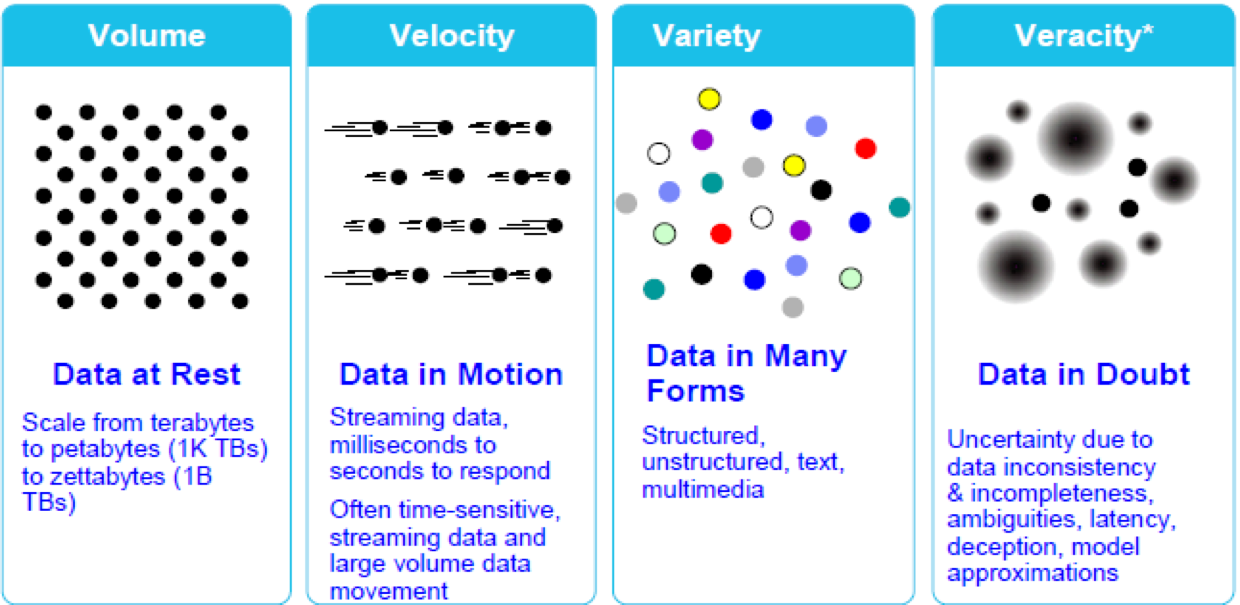 Volume
Data at Rest
Scale from terabytes
to petabytes (1K TBs)
to zettabytes (1B
TBs)
Velocity
Data in Motion
Streaming data,
milliseconds to
seconds to respond
Often time-sensitive,
streaming data and
large volume data
movement
Variety
Data in Many
Forms
Structured,
unstructured, text,
multimedia
Veracity*
Data in Doubt
Uncertainty due to
data inconsistency
& incompleteness,
ambiguities, latency,
deception, model
approximations